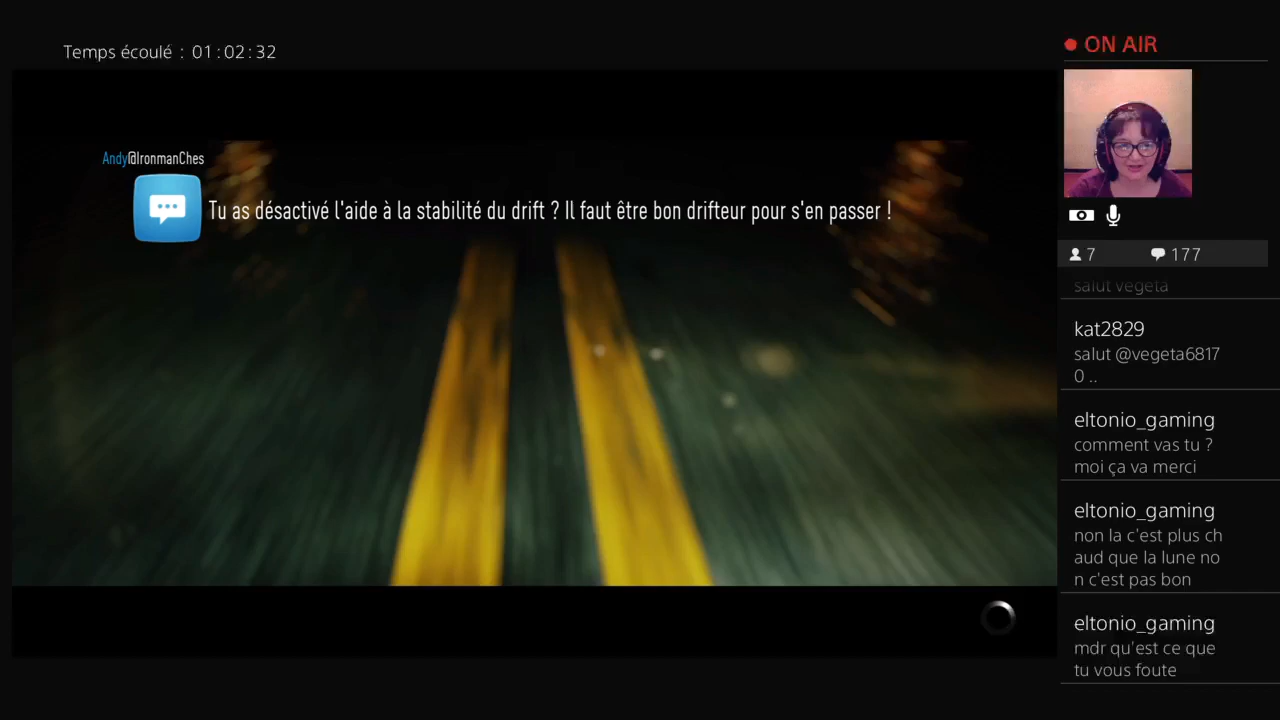 Temps écoulé : 01:02:32
ON AIR
Andy@IronmanChes
Tu as désactivé l'aide à la stabilité du drift ? Il faut être bon drifteur pour s'en passer !
7
177
salut vegeta
kat2829
salut @vegeta6817
0 ..
eltonio_gaming
comment vas tu ?
moi ça va merci
eltonio_gaming
non la c'est plus ch
aud que la lune no
n c'est pas bon
eltonio_gaming
mdr qu'est ce que
tu vous foute